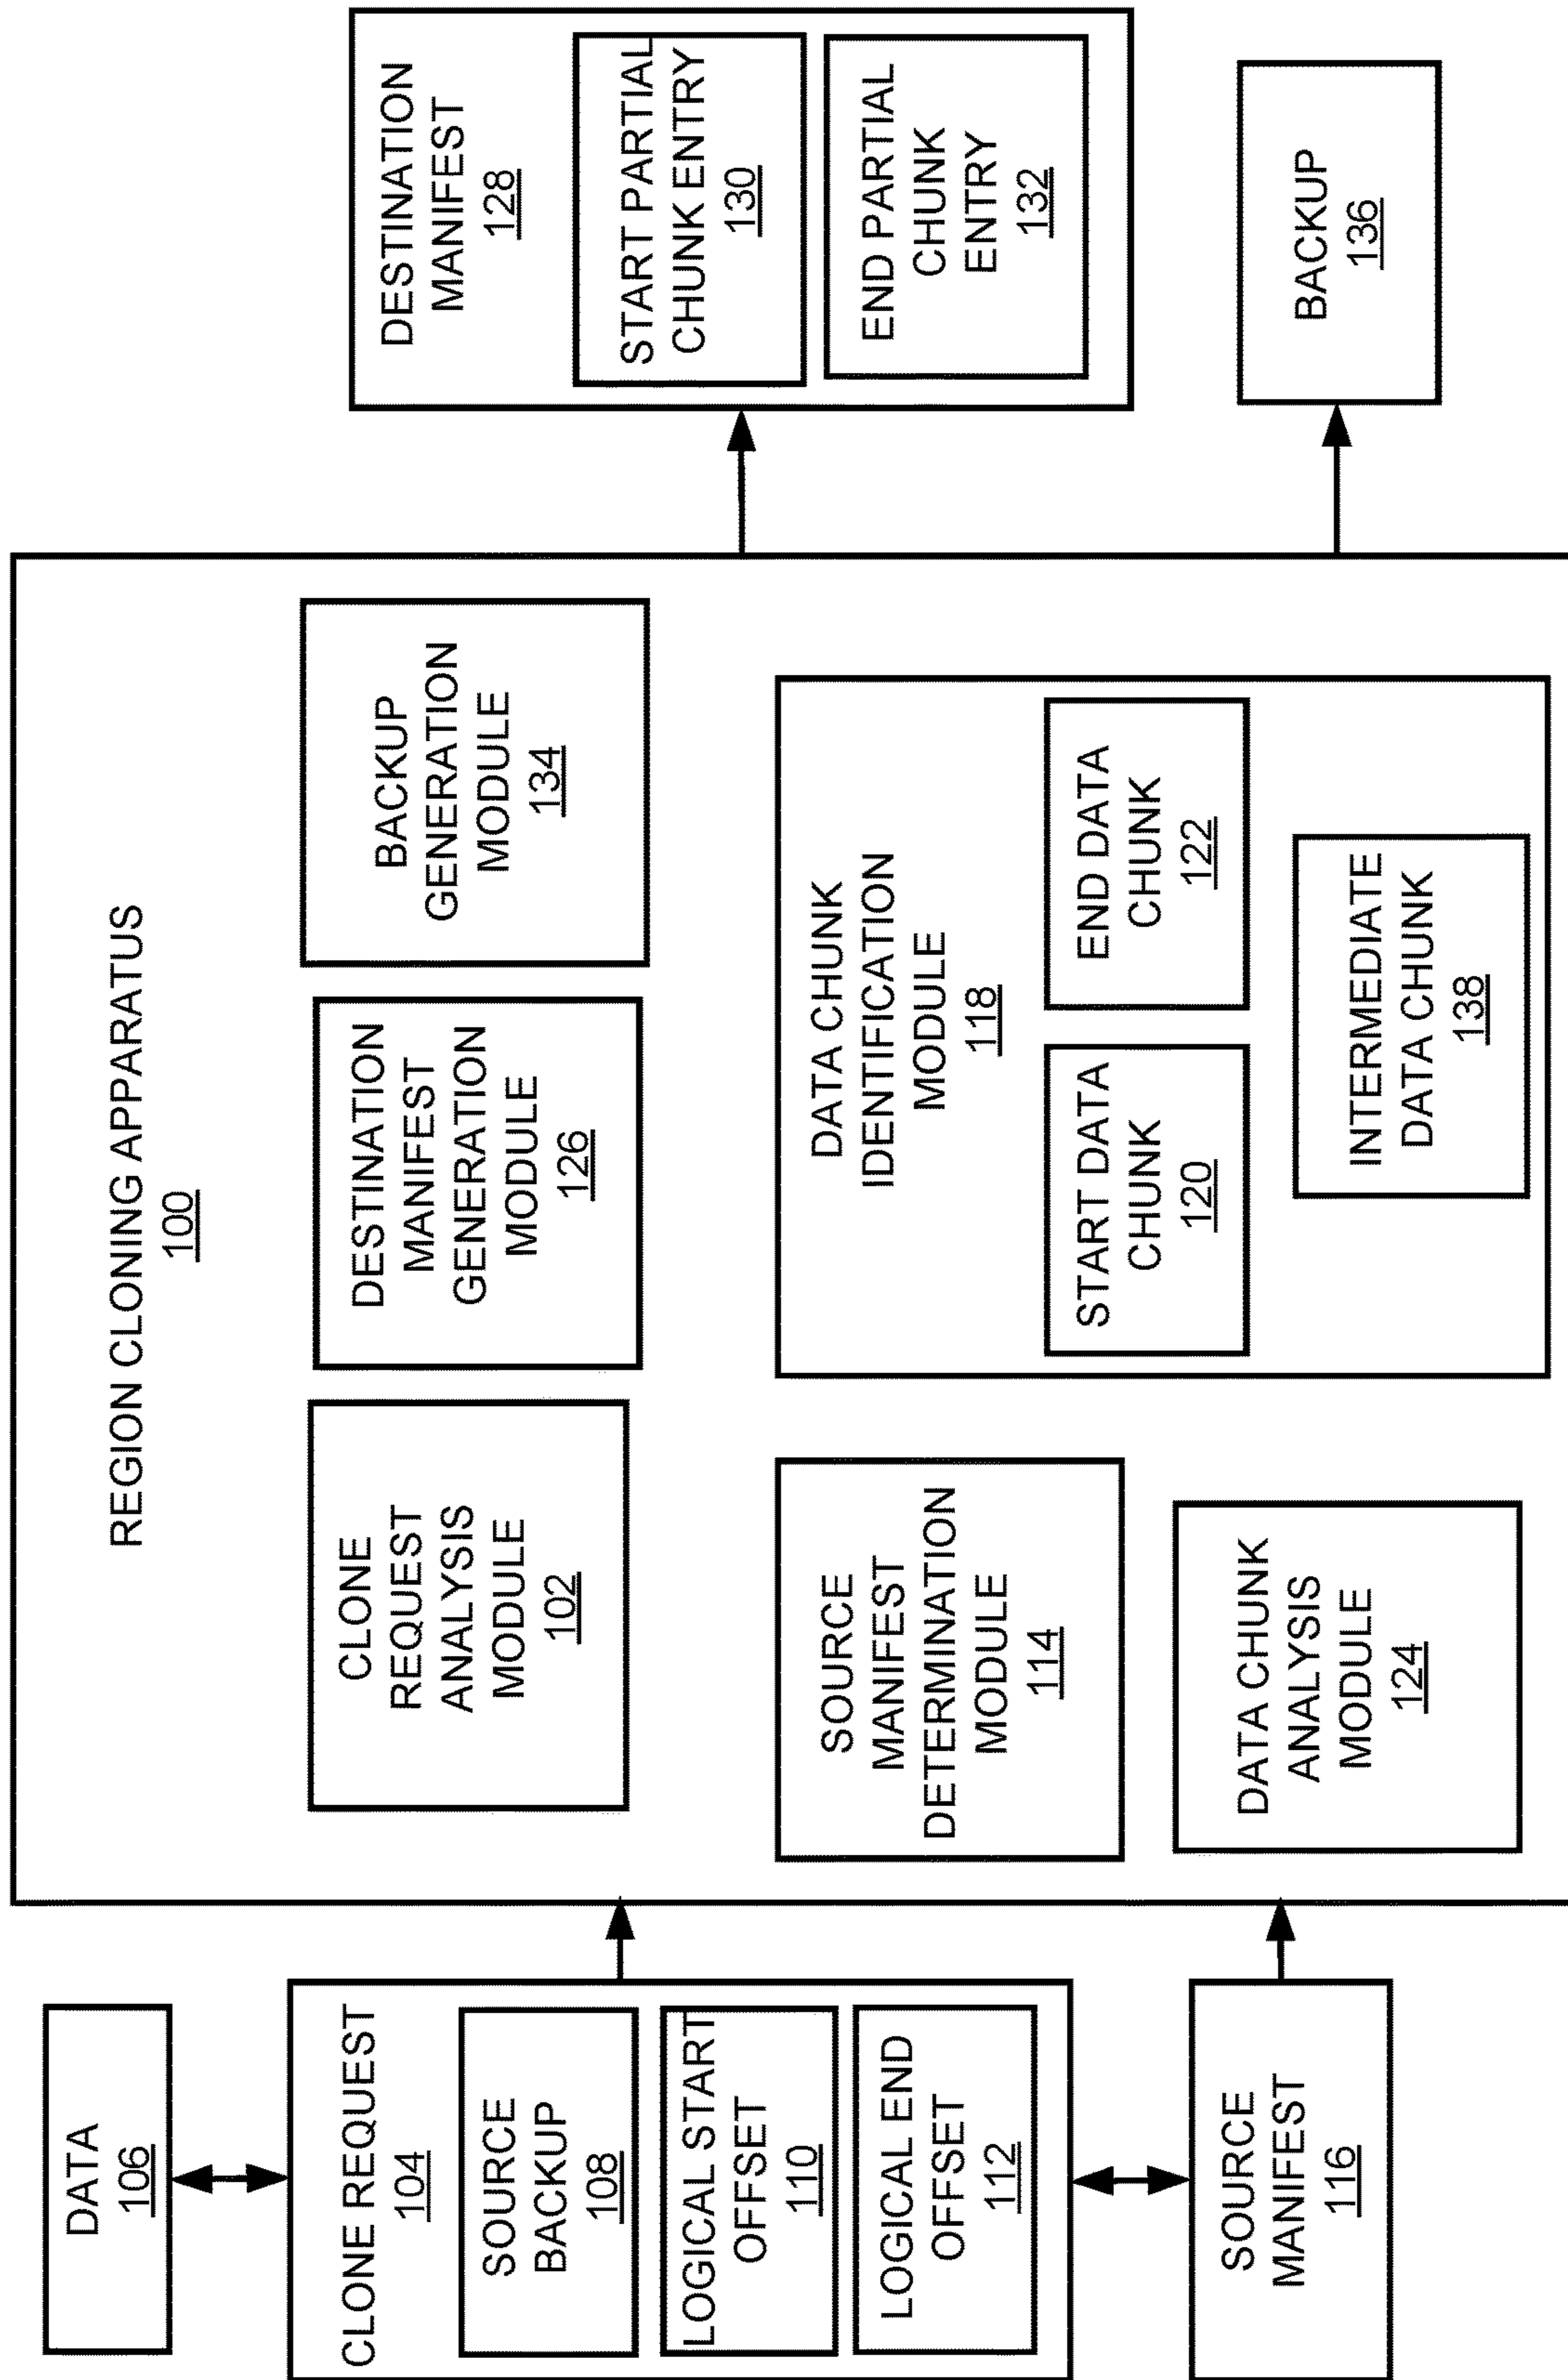 DATA
106
CLONE REQUEST
104
SOURCE
BACKUP
108
LOGICAL START
OFFSET
110
LOGICAL END
OFFSET
112
SOURCE
MANIFEST
116
REGION CLONING APPARATUS
100
CLONE
REQUEST
ANALYSIS
MODULE
102
DESTINATION
MANIFEST
GENERATION
MODULE
126
BACKUP
GENERATION
MODULE
134
SOURCE
MANIFEST
DETERMINATION
MODULE
114
DATA CHUNK
ANALYSIS
MODULE
124
DATA CHUNK
IDENTIFICATION
MODULE
118
START DATA
CHUNK
120
END DATA
CHUNK
122
INTERMEDIATE
DATA CHUNK
138
DESTINATION
MANIFEST
128
START PARTIAL
CHUNK ENTRY
130
END PARTIAL
CHUNK
ENTRY
132
BACKUP
136